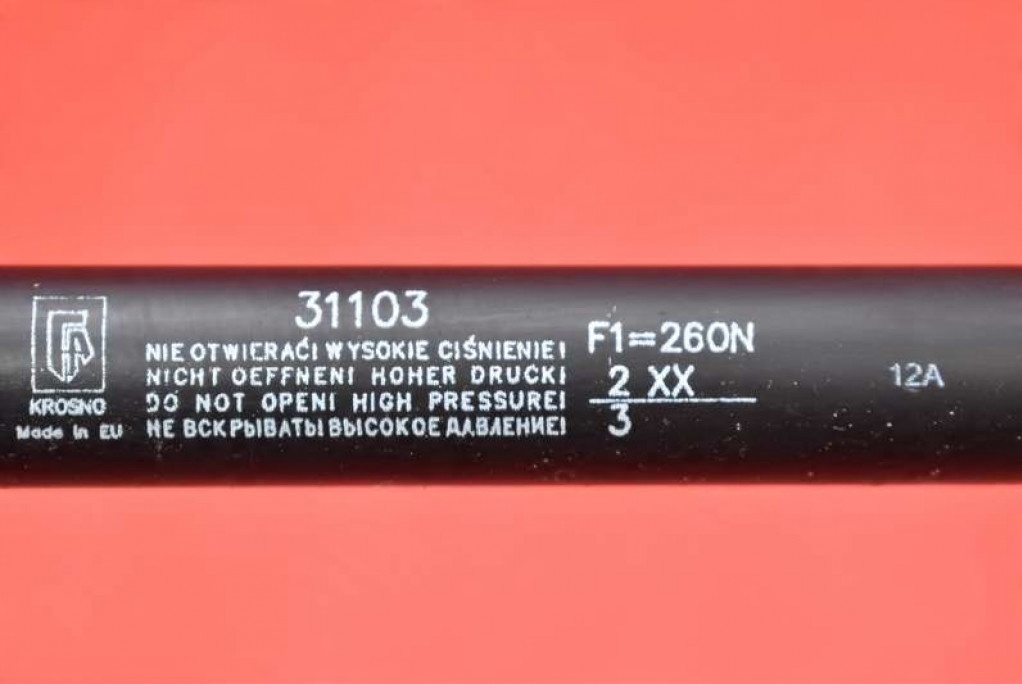 31103
NIE OTWIERAĆ! WYSOKIE CIŚNIENIE!
NICHT OEFFNEN! HOHER DRUCK!
DO NOT OPEN! HIGH PRESSURE!
НЕ ВСКРЫВАТЬ! ВЫСОКОЕ ДАВЛЕНИЕ!
KROSNO
Made in EU
F1=260N
2 XX
3
12A